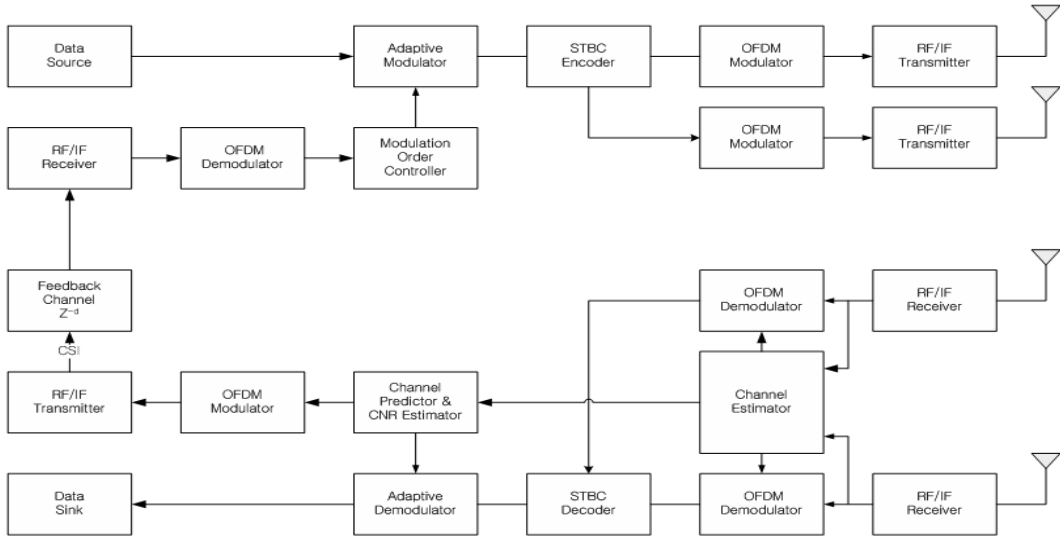 Data
Source
Adaptive
Modulator
STBC
Encoder
OFDM
Modulator
RF/IF
Transmitter
RF/IF
Receiver
OFDM
Demodulator
Modulation
Order
Controller
OFDM
Modulator
RF/IF
Transmitter
Feedback
Channel
Z⁻ᵈ
OFDM
Demodulator
RF/IF
Receiver
CSI
RF/IF
Transmitter
OFDM
Modulator
Channel
Predictor &
CNR Estimator
Channel
Estimator
Data
Sink
Adaptive
Demodulator
STBC
Decoder
OFDM
Demodulator
RF/IF
Receiver